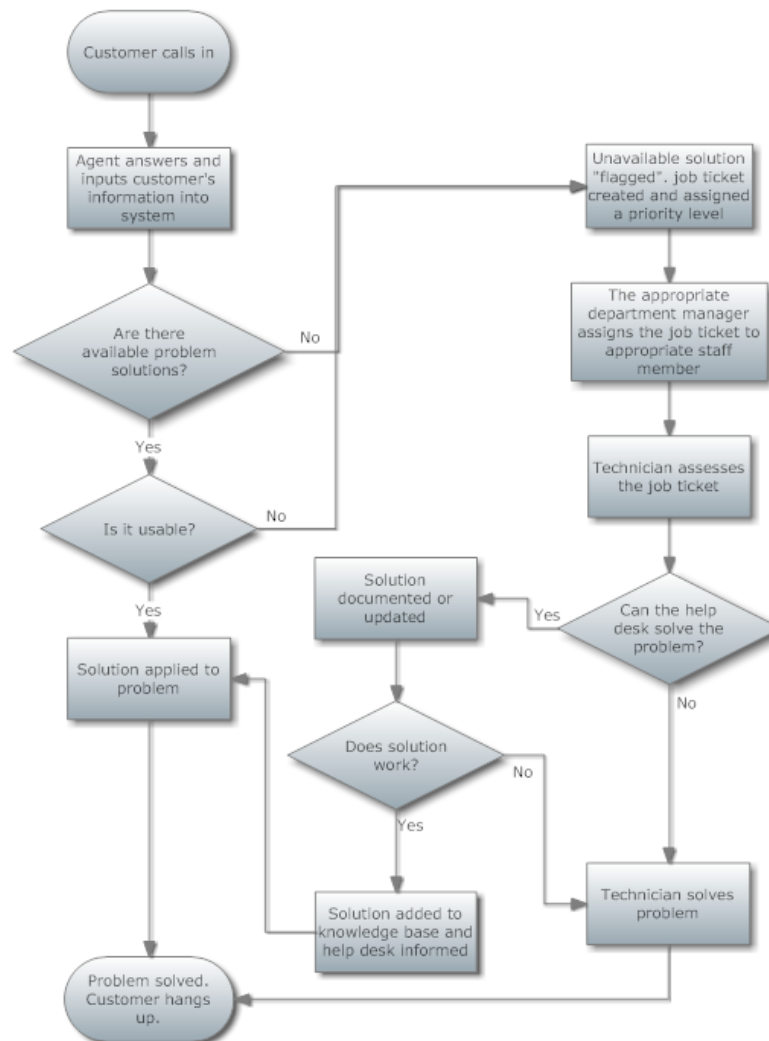 Customer calls in
Agent answers and
inputs customer's
information into
system
Are there
available problem
solutions?
No
Yes
Is it usable?
No
Yes
Solution applied to
problem
Problem solved.
Customer hangs
up.
Unavailable solution
"flagged". job ticket
created and assigned
a priority level
The appropriate
department manager
assigns the job ticket to
appropriate staff
member
Technician assesses
the job ticket
Can the help
desk solve the
problem?
Yes
No
Solution
documented or
updated
Does solution
work?
No
Yes
Solution added to
knowledge base and
help desk informed
Technician solves
problem